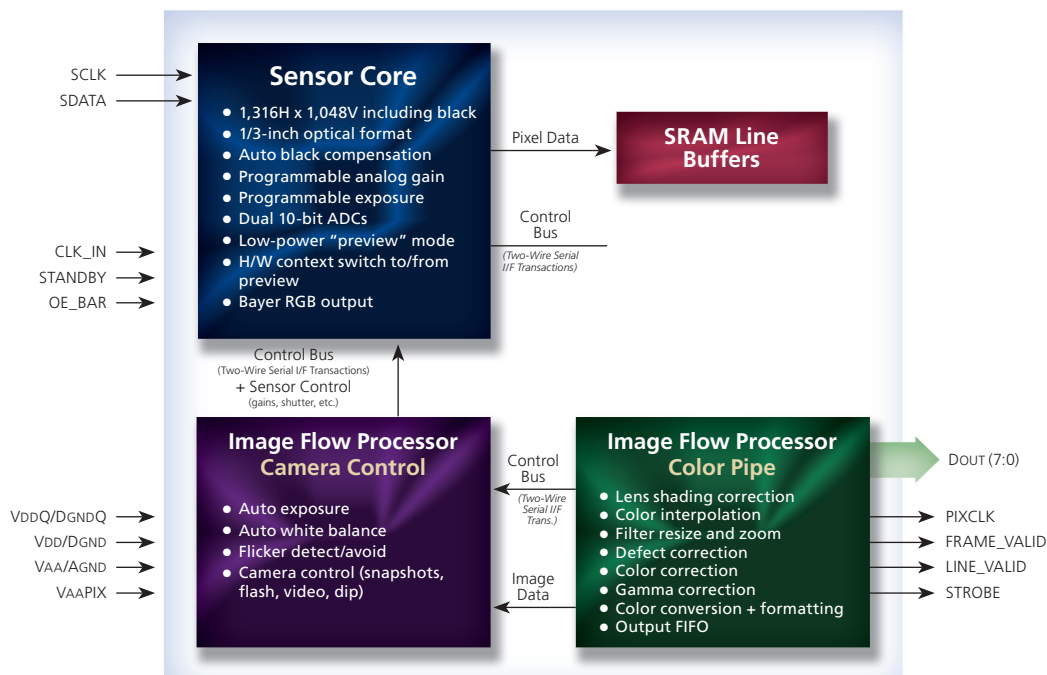 SCLK
SDATA
CLK_IN
STANDBY
OE_BAR
VDDQ/DGNDQ
VDD/DGND
VAA/AGND
VAAPIX
Sensor Core
• 1,316H x 1,048V including black
• 1/3-inch optical format
• Auto black compensation
• Programmable analog gain
• Programmable exposure
• Dual 10-bit ADCs
• Low-power “preview” mode
• H/W context switch to/from
preview
• Bayer RGB output
Pixel Data
SRAM Line
Buffers
Control
Bus
(Two-Wire Serial
I/F Transactions)
Control Bus
(Two-Wire Serial I/F Transactions)
+ Sensor Control
(gains, shutter, etc.)
Image Flow Processor
Camera Control
• Auto exposure
• Auto white balance
• Flicker detect/avoid
• Camera control (snapshots,
flash, video, dip)
Control
Bus
(Two-Wire
Serial I/F
Trans.)
Image
Data
Image Flow Processor
Color Pipe
• Lens shading correction
• Color interpolation
• Filter resize and zoom
• Defect correction
• Color correction
• Gamma correction
• Color conversion + formatting
• Output FIFO
DOUT (7:0)
PIXCLK
FRAME_VALID
LINE_VALID
STROBE